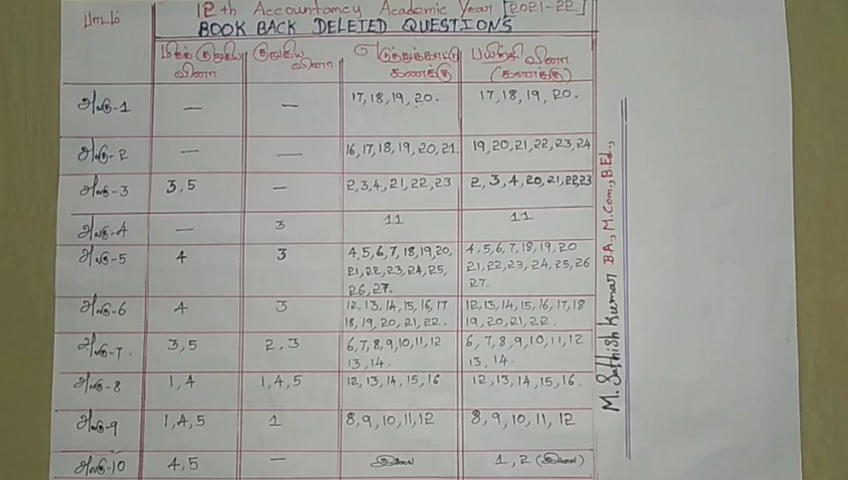 பாடம்
12th Accountancy Academic Year [2021-22]
BOOK BACK DELETED QUESTIONS
மிகக் குறுகிய வினா
குறுகிய வினா
எடுத்துக்காட்டு கணக்கு
பயிற்சி வினா (கணக்கு)
அலகு-1 — — 17, 18, 19, 20. 17, 18, 19, 20.
அலகு-2 — — 16, 17, 18, 19, 20, 21. 19, 20, 21, 22, 23, 24
அலகு-3 3, 5 — 2, 3, 4, 21, 22, 23 2, 3, 4, 20, 21, 22, 23
அலகு-4 — 3 11 11
அலகு-5 4 3 4, 5, 6, 7, 18, 19, 20, 4, 5, 6, 7, 18, 19, 20
21, 22, 23, 24, 25, 21, 22, 23, 24, 25, 26
26, 27. 27.
அலகு-6 4 3 12, 13, 14, 15, 16, 17 12, 13, 14, 15, 16, 17, 18
18, 19, 20, 21, 22. 19, 20, 21, 22.
அலகு-7. 3, 5 2, 3 6, 7, 8, 9, 10, 11, 12 6, 7, 8, 9, 10, 11, 12
13, 14. 13, 14.
அலகு-8 1, 4 1, 4, 5 12, 13, 14, 15, 16 12, 13, 14, 15, 16.
அலகு-9 1, 4, 5 1 8, 9, 10, 11, 12 8, 9, 10, 11, 12
அலகு-10 4, 5 — இல்லை 1, 2 (இல்லை)
M. Sathish Kumar B.A., M.Com., B.Ed.,